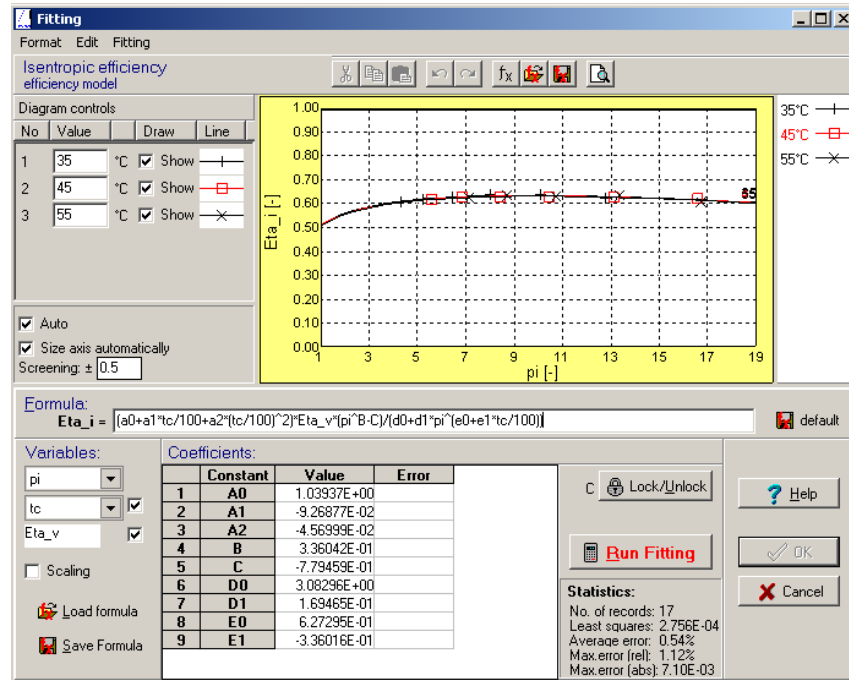 Fitting
Format Edit Fitting
Isentropic efficiency
efficiency model
fx
Diagram controls
No Value Draw Line
1 35 °C Show
2 45 °C Show
3 55 °C Show
Auto
Size axis automatically
Screening: ± 0.5
Eta_i [-]
1.00
0.90
0.80
0.70
0.60
0.50
0.40
0.30
0.20
0.10
0.00
1 3 5 7 9 11 13 15 17 19
pi [-]
35°C
45°C
55°C
Formula:
Eta_i = (a0+a1*tc/100+a2*(tc/100)^2)*Eta_v*(pi^B-C)/(d0+d1*pi^(e0+e1*tc/100))
default
Variables:
pi
tc
Eta_v
Scaling
Load formula
Save Formula
Coefficients:
Constant Value Error
1 A0 1.03937E+00
2 A1 -9.26877E-02
3 A2 -4.56999E-02
4 B 3.36042E-01
5 C -7.79459E-01
6 D0 3.08296E+00
7 D1 1.69465E-01
8 E0 6.27295E-01
9 E1 -3.36016E-01
C Lock/Unlock
Run Fitting
Statistics:
No. of records: 17
Least squares: 2.756E-04
Average error: 0.54%
Max.error (rel): 1.12%
Max.error (abs): 7.10E-03
? Help
OK
Cancel